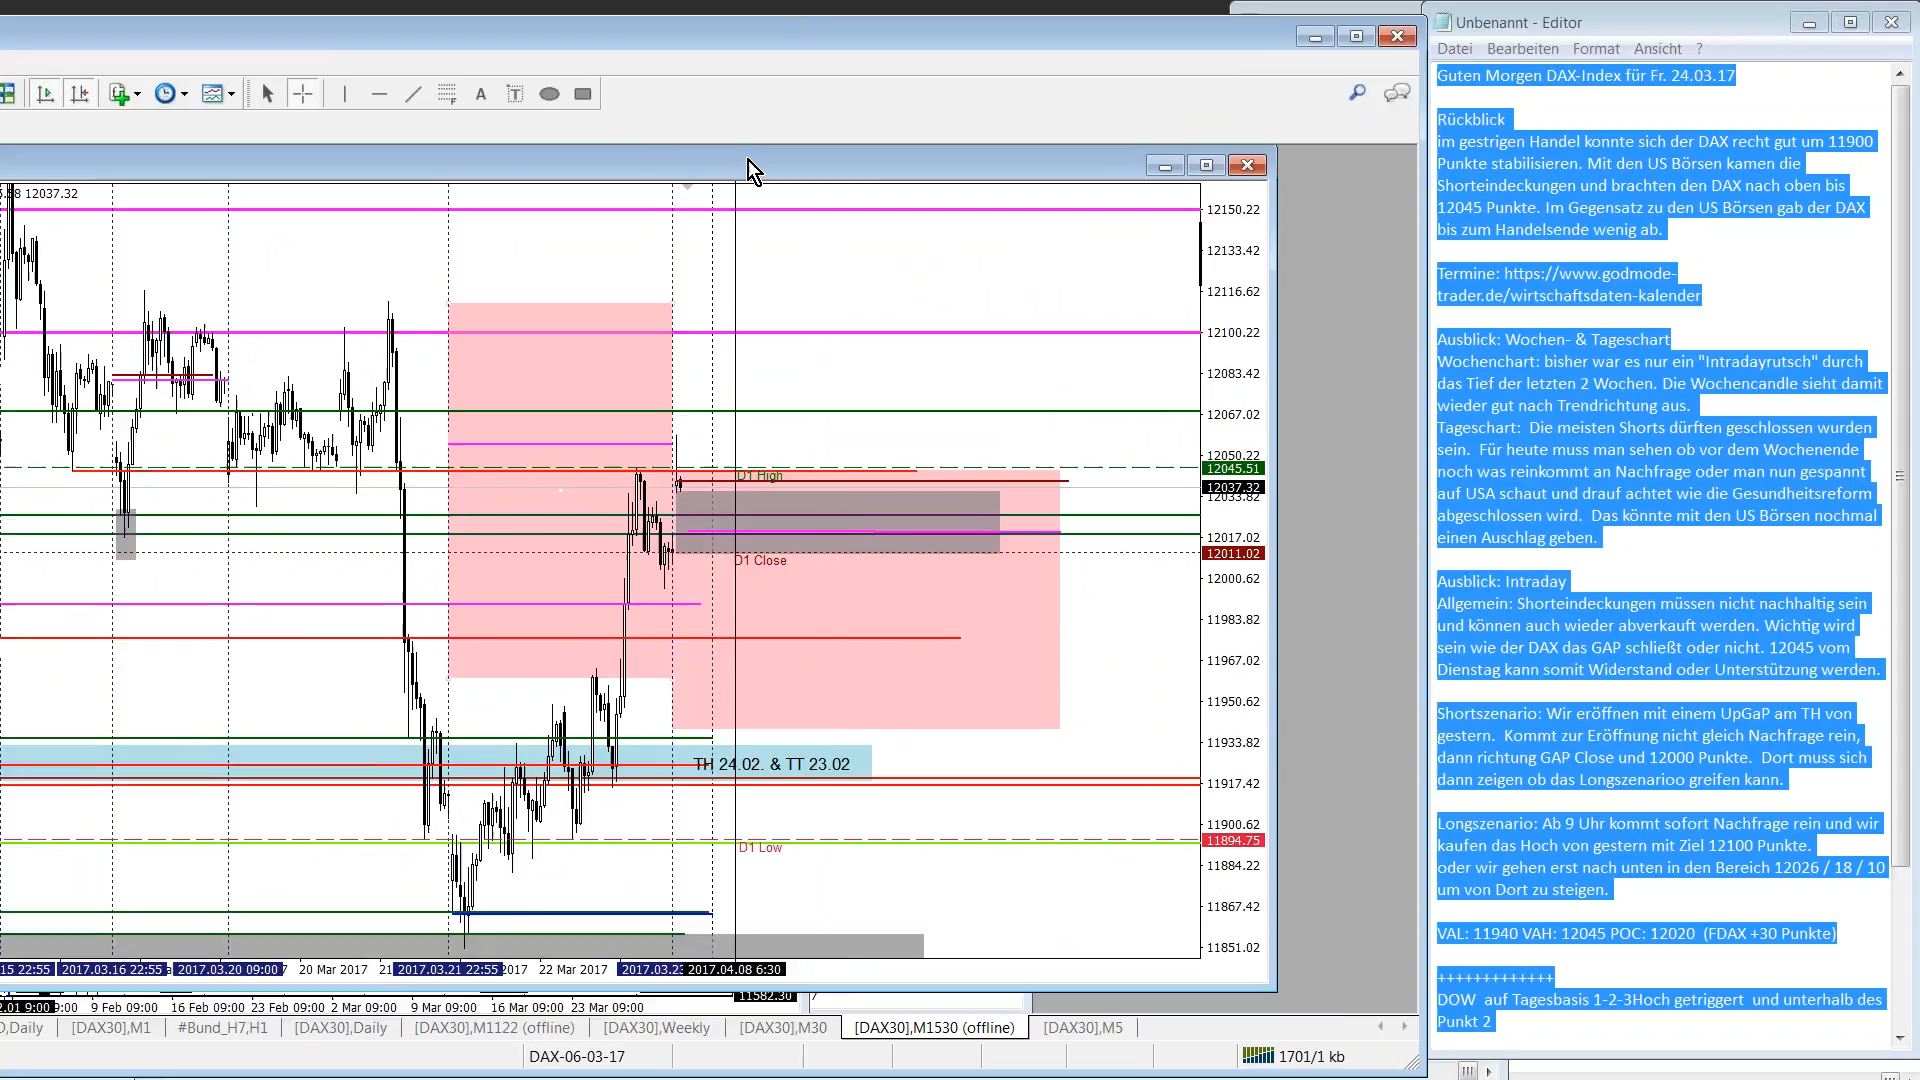 Unbenannt - Editor
Datei Bearbeiten Format Ansicht ?
Guten Morgen DAX-Index für Fr. 24.03.17
Rückblick
im gestrigen Handel konnte sich der DAX recht gut um 11900
Punkte stabilisieren. Mit den US Börsen kamen die
Shorteindeckungen und brachten den DAX nach oben bis
12045 Punkte. Im Gegensatz zu den US Börsen gab der DAX
bis zum Handelsende wenig ab.
Termine: https://www.godmode-
trader.de/wirtschaftsdaten-kalender
Ausblick: Wochen- & Tageschart
Wochenchart: bisher war es nur ein "Intradayrutsch" durch
das Tief der letzten 2 Wochen. Die Wochencandle sieht damit
wieder gut nach Trendrichtung aus.
Tageschart: Die meisten Shorts dürften geschlossen wurden
sein. Für heute muss man sehen ob vor dem Wochenende
noch was reinkommt an Nachfrage oder man nun gespannt
auf USA schaut und drauf achtet wie die Gesundheitsreform
abgeschlossen wird. Das könnte mit den US Börsen nochmal
einen Auschlag geben.
Ausblick: Intraday
Allgemein: Shorteindeckungen müssen nicht nachhaltig sein
und können auch wieder abverkauft werden. Wichtig wird
sein wie der DAX das GAP schließt oder nicht. 12045 vom
Dienstag kann somit Widerstand oder Unterstützung werden.
Shortszenario: Wir eröffnen mit einem UpGaP am TH von
gestern. Kommt zur Eröffnung nicht gleich Nachfrage rein,
dann richtung GAP Close und 12000 Punkte. Dort muss sich
dann zeigen ob das Longszenarioo greifen kann.
Longszenario: Ab 9 Uhr kommt sofort Nachfrage rein und wir
kaufen das Hoch von gestern mit Ziel 12100 Punkte.
oder wir gehen erst nach unten in den Bereich 12026 / 18 / 10
um von Dort zu steigen.
VAL: 11940 VAH: 12045 POC: 12020 (FDAX +30 Punkte)
+++++++++++++
DOW auf Tagesbasis 1-2-3Hoch getriggert und unterhalb des
Punkt 2
12037.32
12150.22
12133.42
12116.62
12100.22
12083.42
12067.02
12050.22
12045.51
12037.32
12033.82
12017.02
12011.02
12000.62
11983.82
11967.02
11950.62
11933.82
11917.42
11900.62
11894.75
11884.22
11867.42
11851.02
D1 High
D1 Close
TH 24.02. & TT 23.02
D1 Low
15 22:55 2017.03.16 22:55 2017.03.20 09:00 20 Mar 2017 21 2017.03.21 22:55 2017 22 Mar 2017 2017.03.23 2017.04.08 6:30
11582.30
9:00 9 Feb 09:00 16 Feb 09:00 23 Feb 09:00 2 Mar 09:00 9 Mar 09:00 16 Mar 09:00 23 Mar 09:00
,Daily [DAX30],M1 #Bund_H7,H1 [DAX30],Daily [DAX30],M1122 (offline) [DAX30],Weekly [DAX30],M30 [DAX30],M1530 (offline) [DAX30],M5
DAX-06-03-17 1701/1 kb